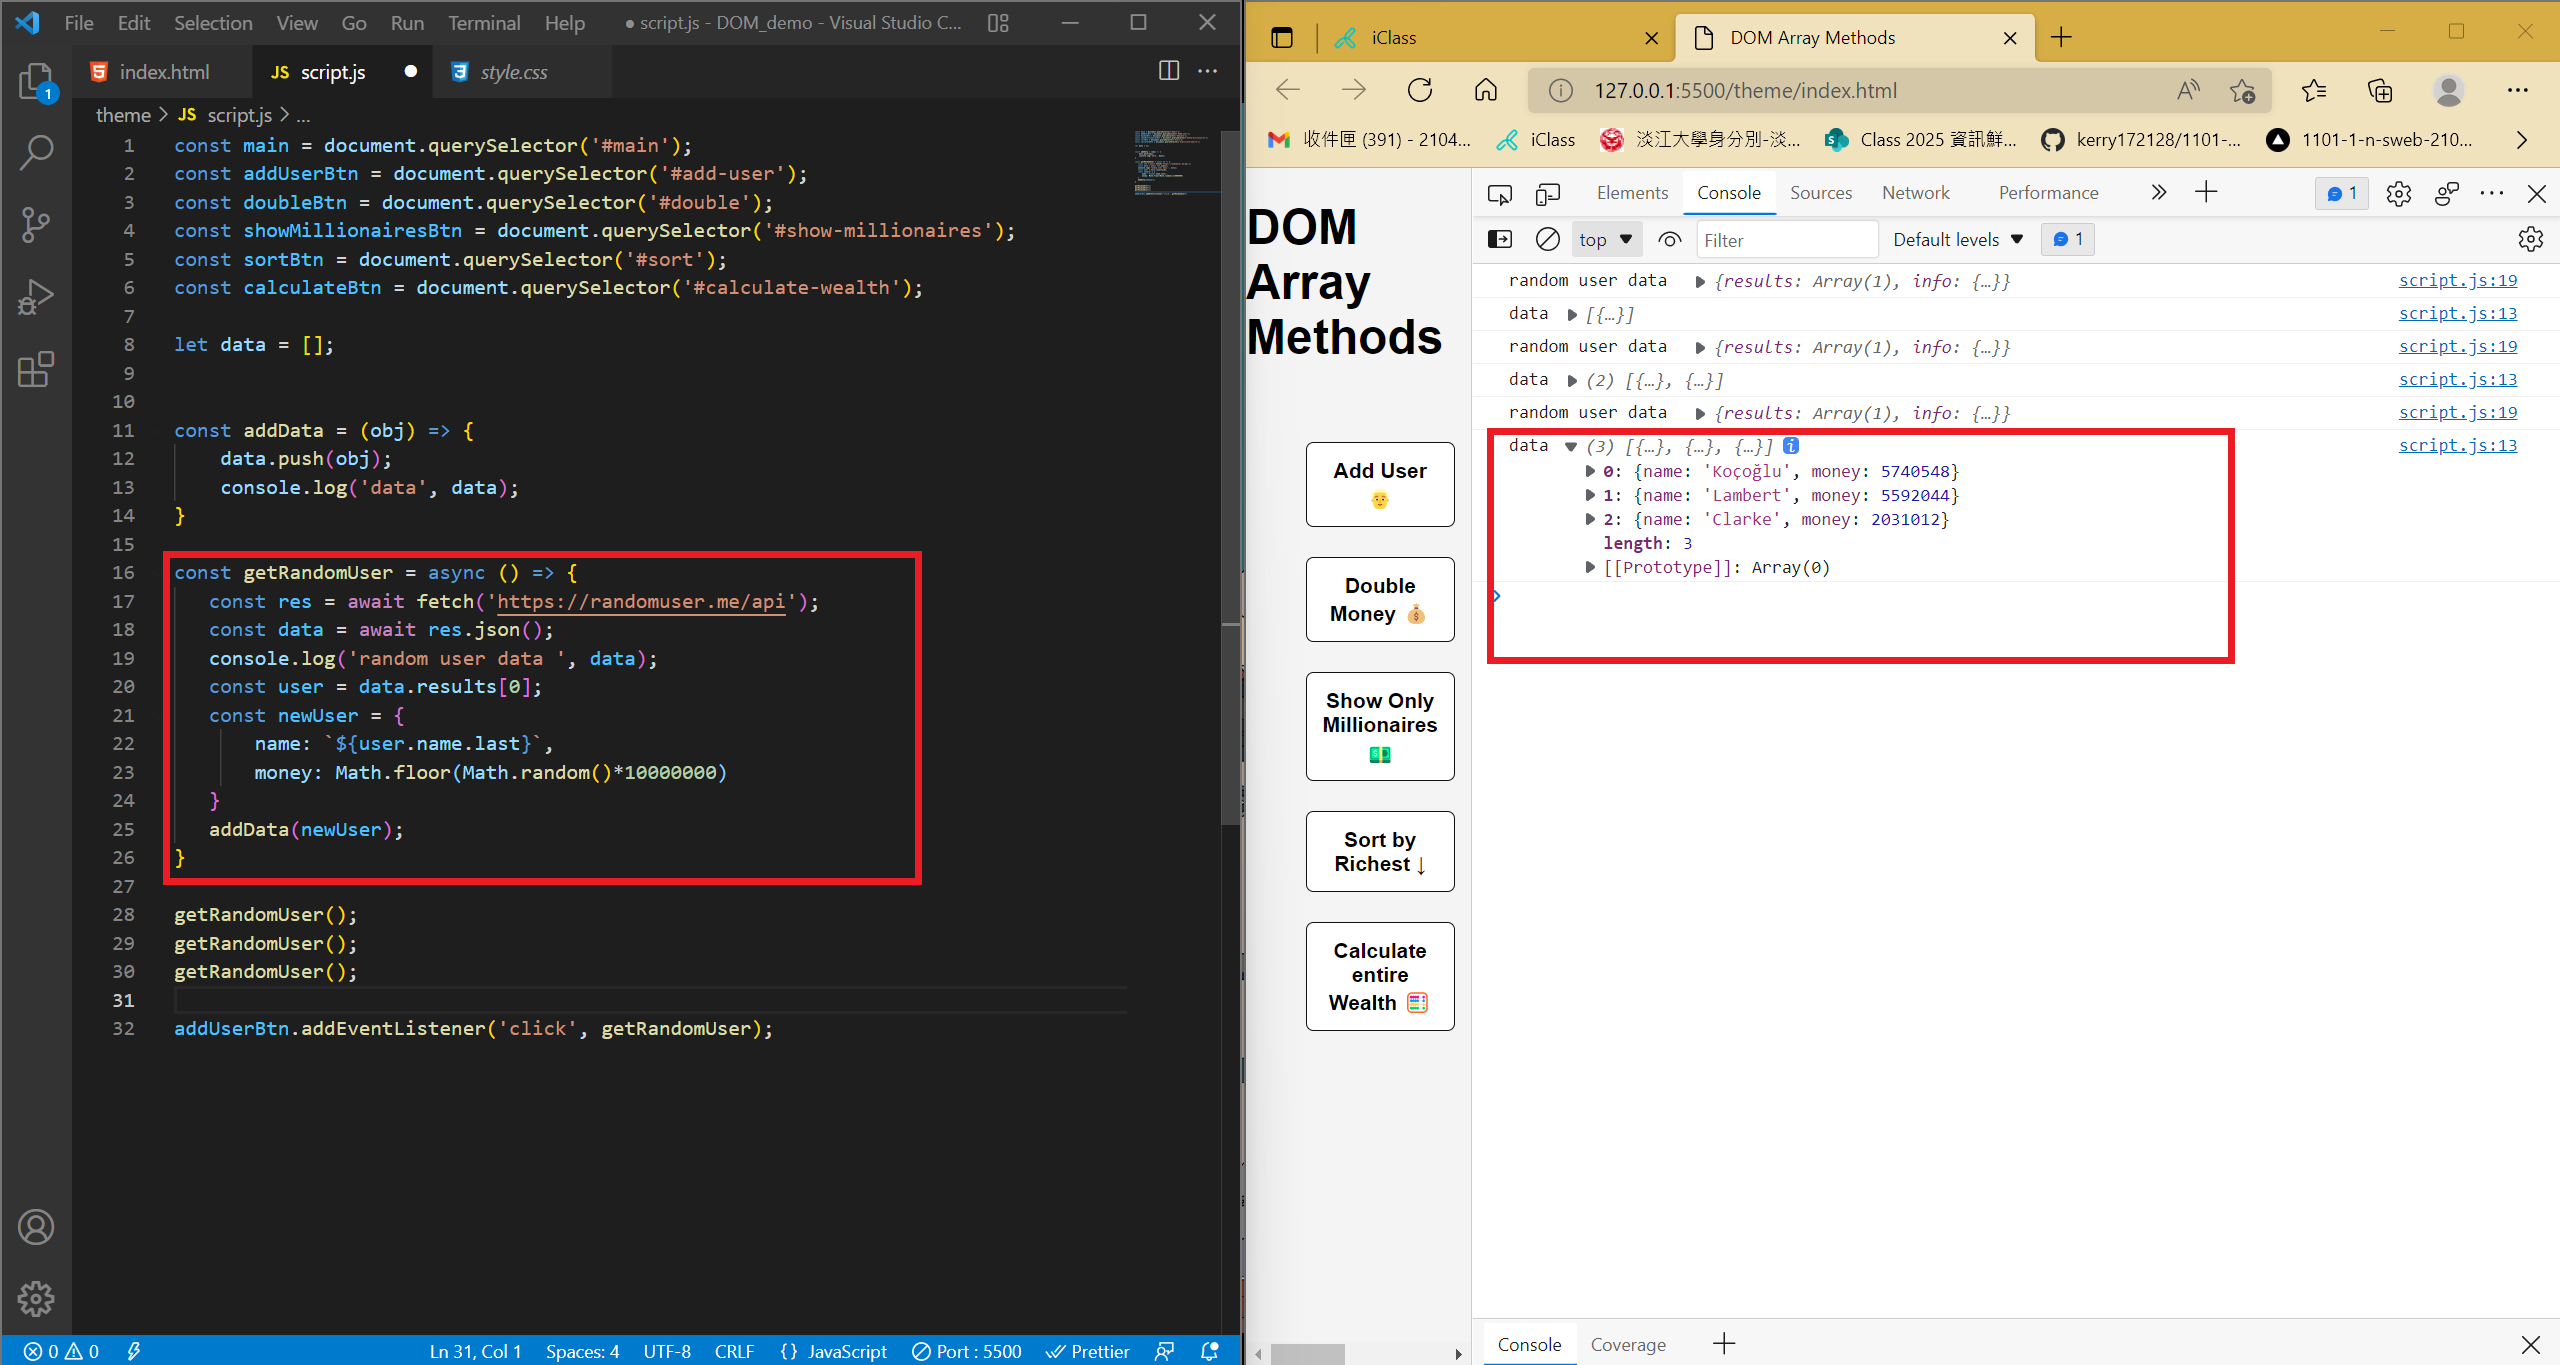 File Edit Selection View Go Run Terminal Help ● script.js - DOM_demo - Visual Studio C...
index.html
JS script.js
style.css
theme > JS script.js > ...
1 const main = document.querySelector('#main');
2 const addUserBtn = document.querySelector('#add-user');
3 const doubleBtn = document.querySelector('#double');
4 const showMillionairesBtn = document.querySelector('#show-millionaires');
5 const sortBtn = document.querySelector('#sort');
6 const calculateBtn = document.querySelector('#calculate-wealth');
7
8 let data = [];
9
10
11 const addData = (obj) => {
12 data.push(obj);
13 console.log('data', data);
14 }
15
16 const getRandomUser = async () => {
17 const res = await fetch('https://randomuser.me/api');
18 const data = await res.json();
19 console.log('random user data ', data);
20 const user = data.results[0];
21 const newUser = {
22 name: `${user.name.last}`,
23 money: Math.floor(Math.random()*10000000)
24 }
25 addData(newUser);
26 }
27
28 getRandomUser();
29 getRandomUser();
30 getRandomUser();
31
32 addUserBtn.addEventListener('click', getRandomUser);
1
0 0 Ln 31, Col 1 Spaces: 4 UTF-8 CRLF {} JavaScript Port : 5500 Prettier
iClass
DOM Array Methods
127.0.0.1:5500/theme/index.html
收件匣 (391) - 2104... iClass 淡江大學身分別-淡... Class 2025 資訊鮮... kerry172128/1101-... 1101-1-n-sweb-210...
DOM
Array
Methods
Add User
Double
Money
Show Only
Millionaires
Sort by
Richest ↓
Calculate
entire
Wealth
Elements Console Sources Network Performance 1
top Filter Default levels 1
random user data {results: Array(1), info: {…}} script.js:19
data [{…}] script.js:13
random user data {results: Array(1), info: {…}} script.js:19
data (2) [{…}, {…}] script.js:13
random user data {results: Array(1), info: {…}} script.js:19
data (3) [{…}, {…}, {…}] i script.js:13
0: {name: 'Koçoğlu', money: 5740548}
1: {name: 'Lambert', money: 5592044}
2: {name: 'Clarke', money: 2031012}
length: 3
[[Prototype]]: Array(0)
Console Coverage